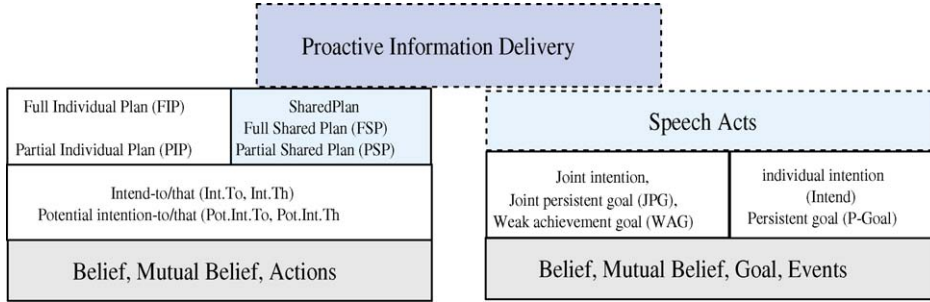 Proactive Information Delivery
Full Individual Plan (FIP)
Partial Individual Plan (PIP)
SharedPlan
Full Shared Plan (FSP)
Partial Shared Plan (PSP)
Intend-to/that (Int.To, Int.Th)
Potential intention-to/that (Pot.Int.To, Pot.Int.Th
Belief, Mutual Belief, Actions
Speech Acts
Joint intention,
Joint persistent goal (JPG),
Weak achievement goal (WAG)
individual intention
(Intend)
Persistent goal (P-Goal)
Belief, Mutual Belief, Goal, Events